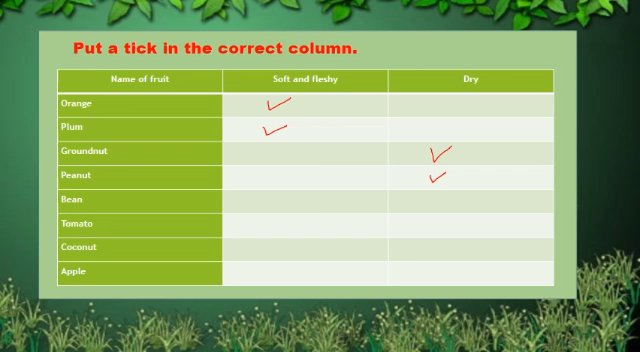 Put a tick in the correct column.
Name of fruit Soft and fleshy Dry
Orange ✓
Plum ✓
Groundnut ✓
Peanut ✓
Bean
Tomato
Coconut
Apple